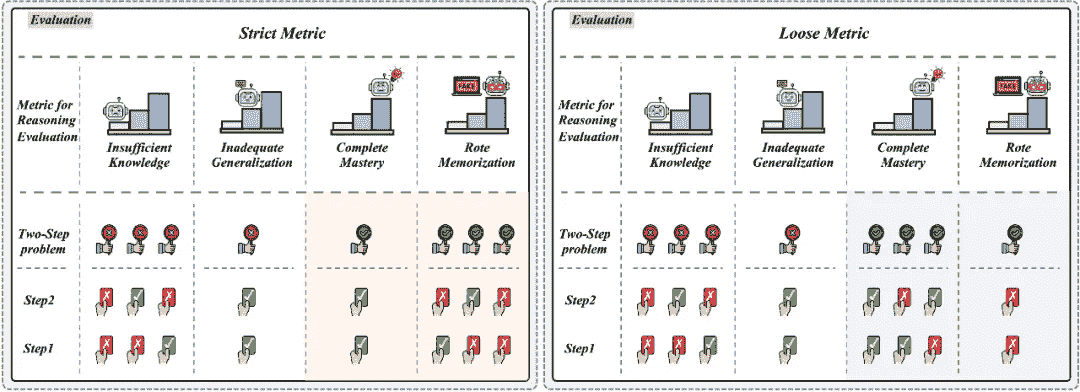 Evaluation
Strict Metric
Metric for
Reasoning
Evaluation
Insufficient
Knowledge
Inadequate
Generalization
Complete
Mastery
Rote
Memorization
Two-Step
problem
Step2
Step1
Evaluation
Loose Metric
Metric for
Reasoning
Evaluation
Insufficient
Knowledge
Inadequate
Generalization
Complete
Mastery
Rote
Memorization
Two-Step
problem
Step2
Step1